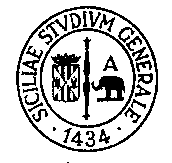 SICILIAE STVDIVM GENERALE
· 1434 ·
A